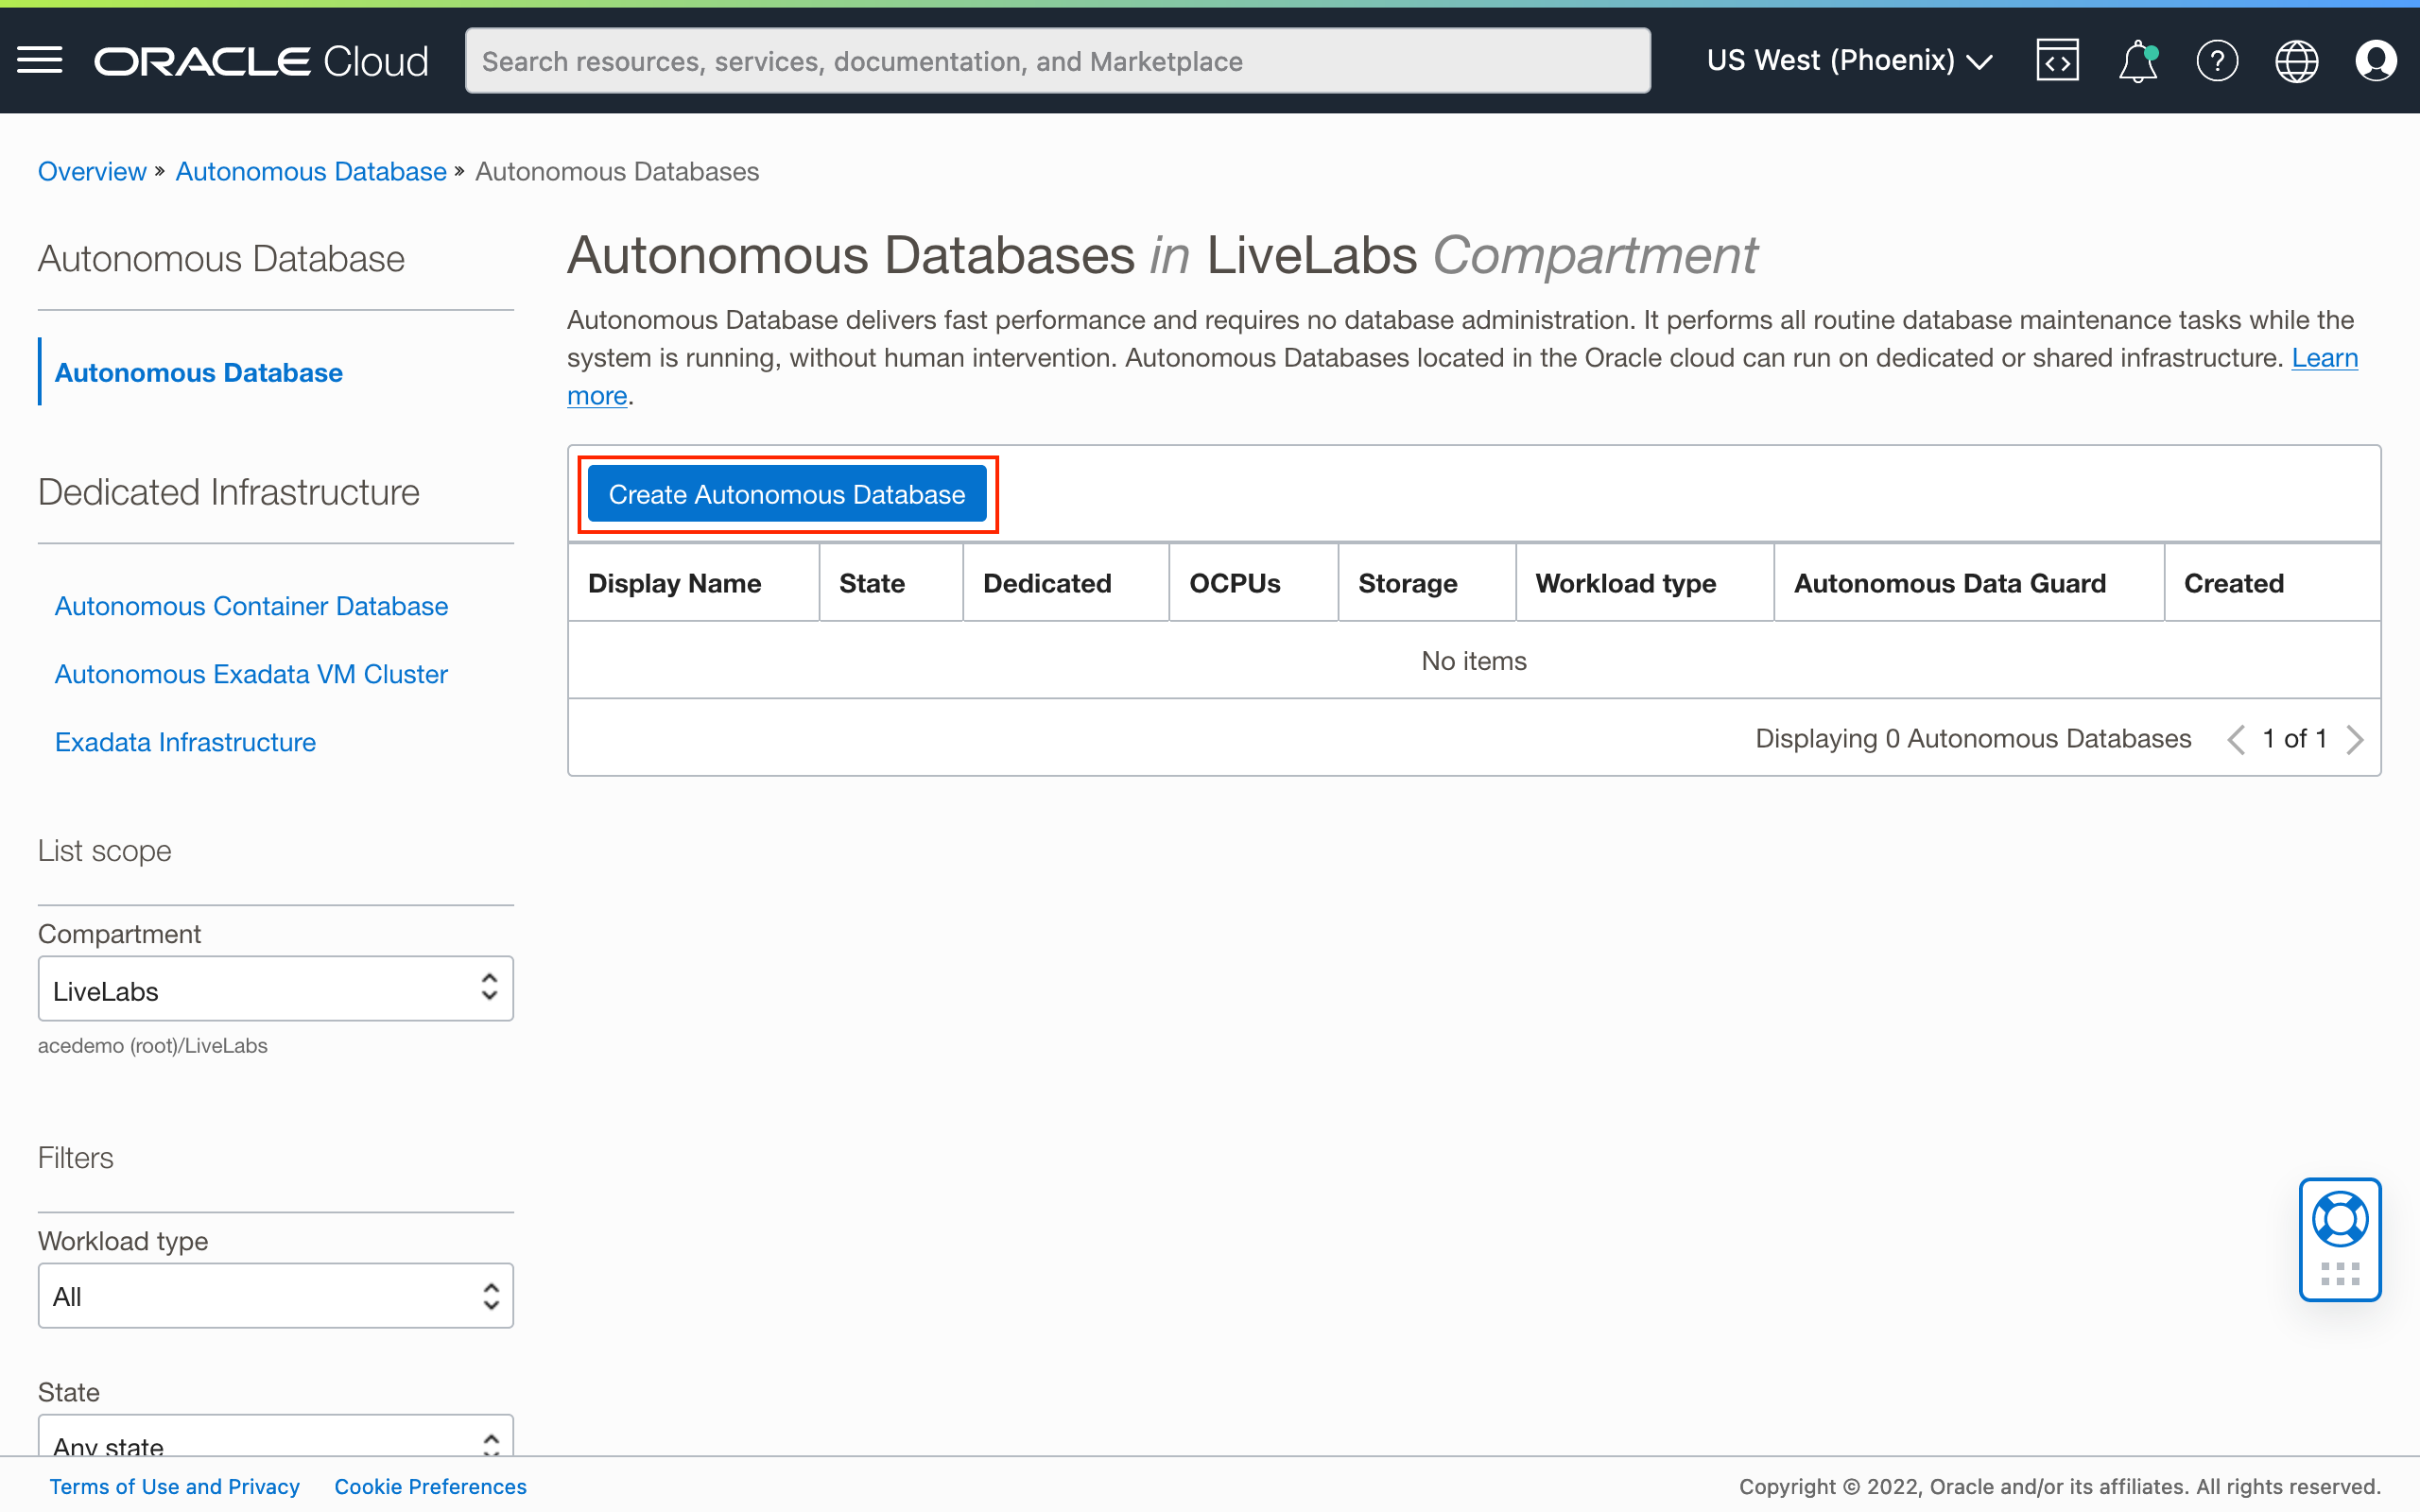 ORACLE Cloud
Search resources, services, documentation, and Marketplace
US West (Phoenix)
Overview » Autonomous Database » Autonomous Databases
Autonomous Database
Autonomous Database
Dedicated Infrastructure
Autonomous Container Database
Autonomous Exadata VM Cluster
Exadata Infrastructure
List scope
Compartment
LiveLabs
acedemo (root)/LiveLabs
Filters
Workload type
All
State
Any state
Autonomous Databases in LiveLabs Compartment
Autonomous Database delivers fast performance and requires no database administration. It performs all routine database maintenance tasks while the
system is running, without human intervention. Autonomous Databases located in the Oracle cloud can run on dedicated or shared infrastructure. Learn
more.
Create Autonomous Database
Display Name State Dedicated OCPUs Storage Workload type Autonomous Data Guard Created
No items
Displaying 0 Autonomous Databases 1 of 1
Terms of Use and Privacy Cookie Preferences
Copyright © 2022, Oracle and/or its affiliates. All rights reserved.